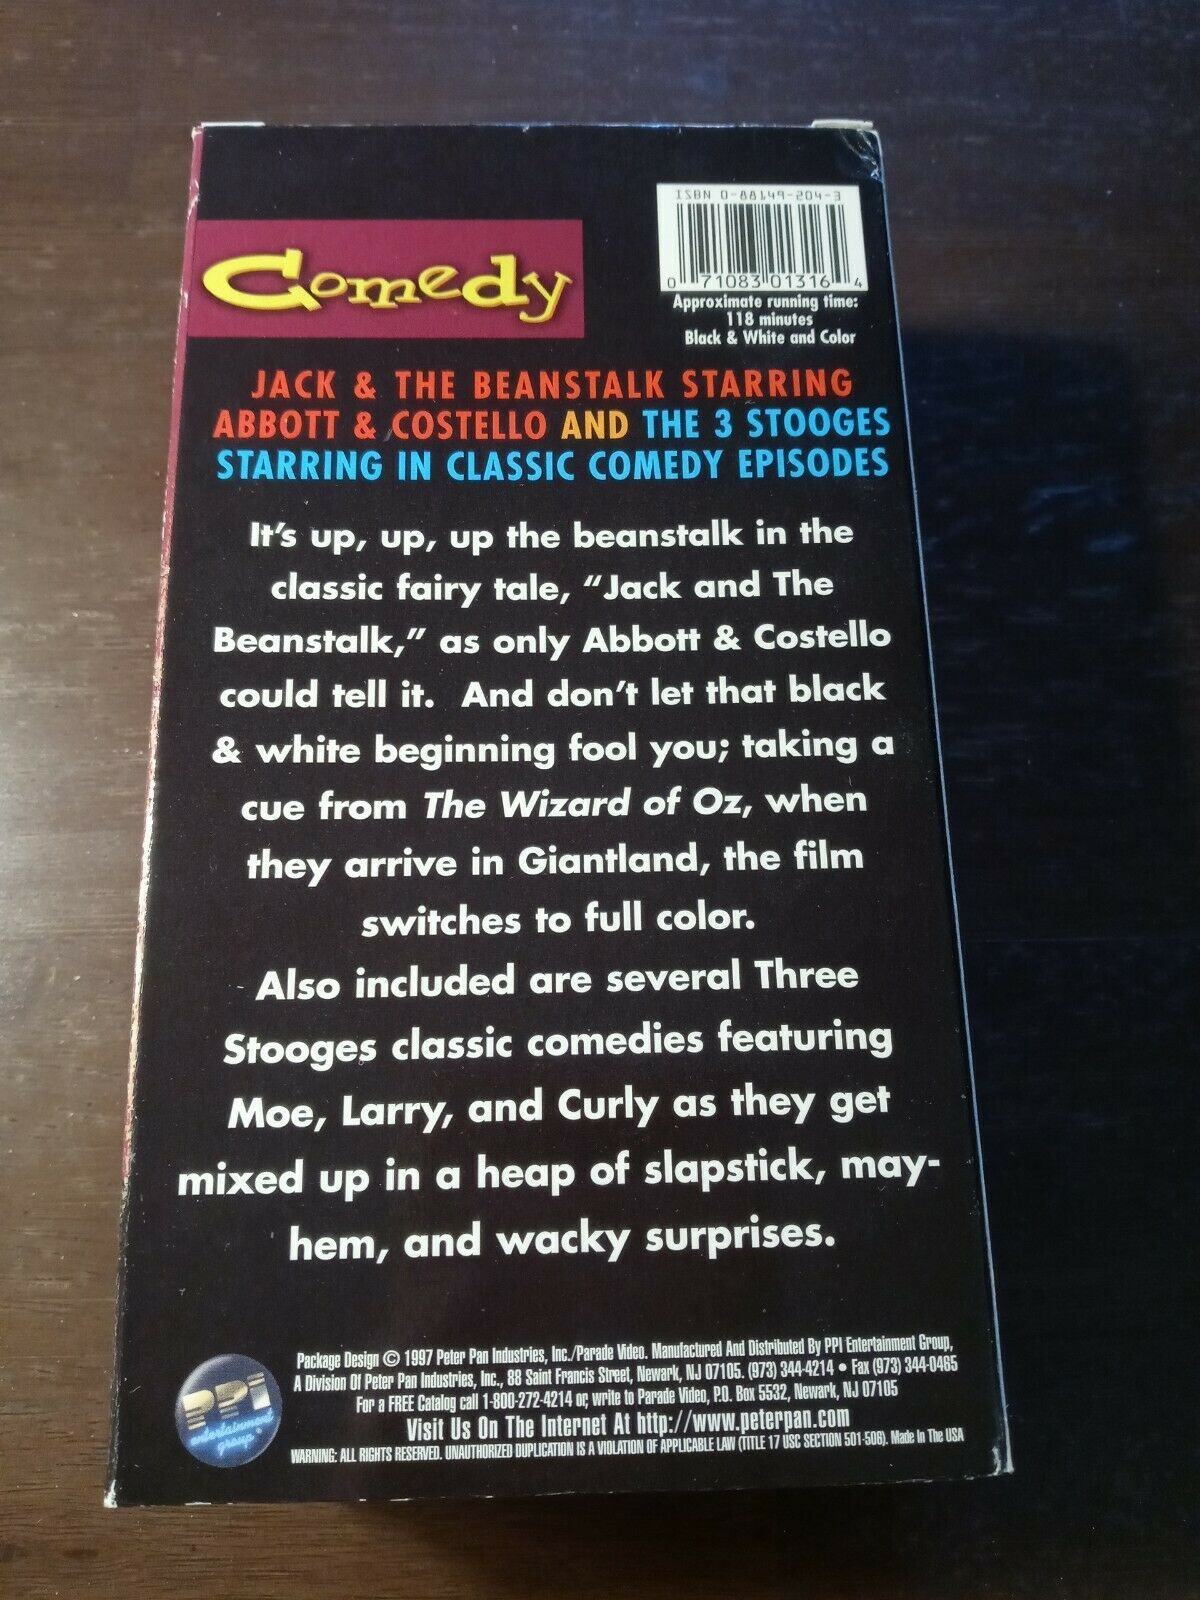 ISBN 0-88149-204-3
0 71083 01316 4
Approximate running time:
118 minutes
Black & White and Color
Comedy
JACK & THE BEANSTALK STARRING
ABBOTT & COSTELLO AND THE 3 STOOGES
STARRING IN CLASSIC COMEDY EPISODES
It's up, up, up the beanstalk in the
classic fairy tale, "Jack and The
Beanstalk," as only Abbott & Costello
could tell it. And don't let that black
& white beginning fool you; taking a
cue from The Wizard of Oz, when
they arrive in Giantland, the film
switches to full color.
Also included are several Three
Stooges classic comedies featuring
Moe, Larry, and Curly as they get
mixed up in a heap of slapstick, may-
hem, and wacky surprises.
PPI
entertainment
group
Package Design © 1997 Peter Pan Industries, Inc./Parade Video. Manufactured And Distributed By PPI Entertainment Group,
A Division Of Peter Pan Industries, Inc., 88 Saint Francis Street, Newark, NJ 07105. (973) 344-4214 • Fax (973) 344-0465
For a FREE Catalog call 1-800-272-4214 or, write to Parade Video, P.O. Box 5532, Newark, NJ 07105
Visit Us On The Internet At http://www.peterpan.com
WARNING: ALL RIGHTS RESERVED. UNAUTHORIZED DUPLICATION IS A VIOLATION OF APPLICABLE LAW (TITLE 17 USC SECTION 501-506). Made In The USA